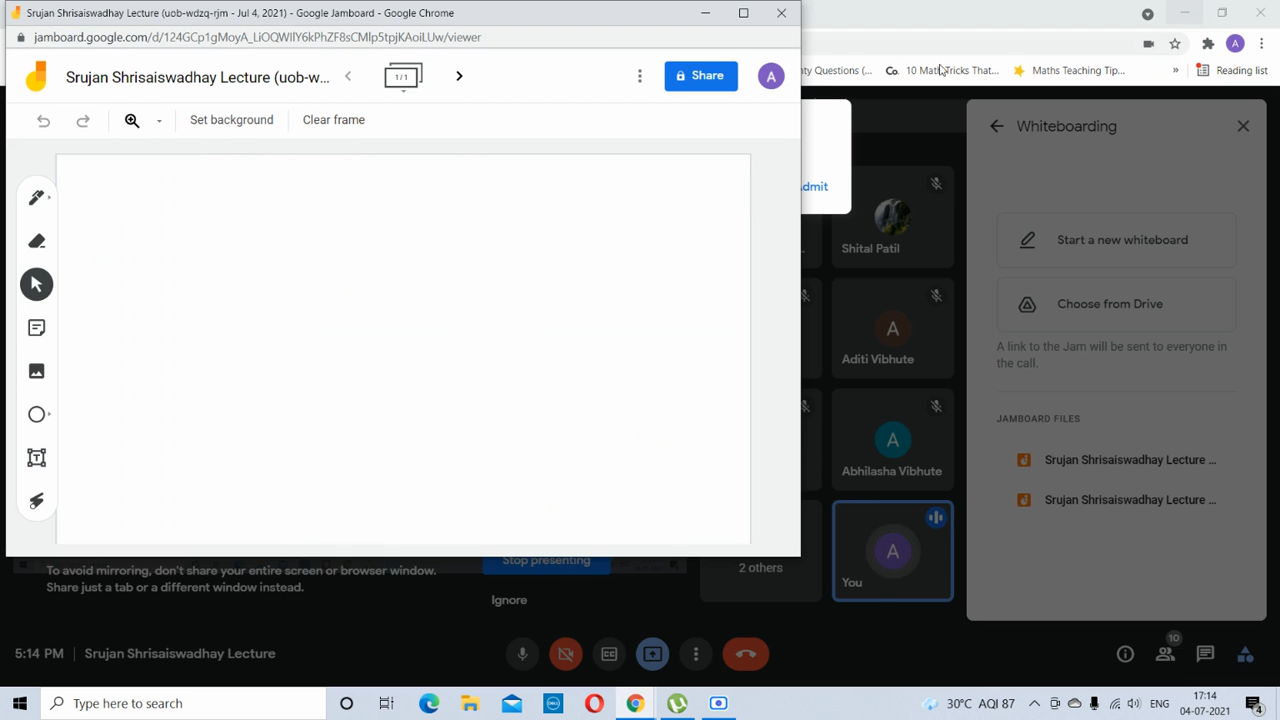 Srujan Shrisaiswadhay Lecture (uob-wdzq-rjm - Jul 4, 2021) - Google Jamboard - Google Chrome
jamboard.google.com/d/124GCp1gMoyA_LiOQWIlY6kPhZF8sCMlp5tpjKAoiLUw/viewer
Srujan Shrisaiswadhay Lecture (uob-w...
1/1
Share
A
Set background
Clear frame
A
Questions (...
Co. 10 Math Tricks That...
Maths Teaching Tip...
»
Reading list
Whiteboarding
Start a new whiteboard
Choose from Drive
A link to the Jam will be sent to everyone in
the call.
JAMBOARD FILES
Srujan Shrisaiswadhay Lecture ...
Srujan Shrisaiswadhay Lecture ...
dmit
Shital Patil
A
Aditi Vibhute
A
Abhilasha Vibhute
2 others
A
You
To avoid mirroring, don't share your entire screen or browser window.
Share just a tab or a different window instead.
Stop presenting
Ignore
5:14 PM
Srujan Shrisaiswadhay Lecture
CC
10
Type here to search
DELL
30°C AQI 87
ENG
17:14
04-07-2021
4